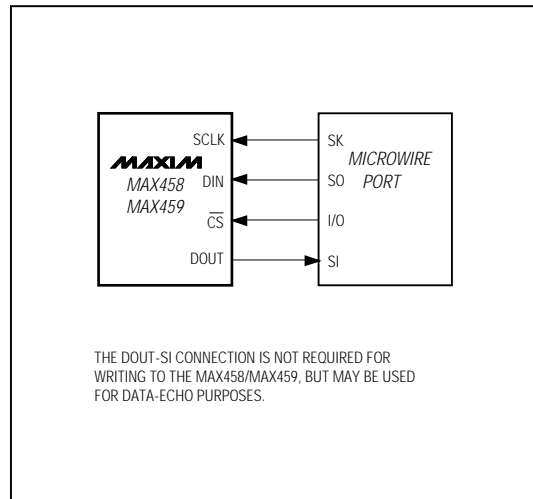 SCLK SK
MAXIM MICROWIRE
MAX458 DIN SO PORT
MAX459
CS I/O
DOUT SI
THE DOUT-SI CONNECTION IS NOT REQUIRED FOR
WRITING TO THE MAX458/MAX459, BUT MAY BE USED
FOR DATA-ECHO PURPOSES.